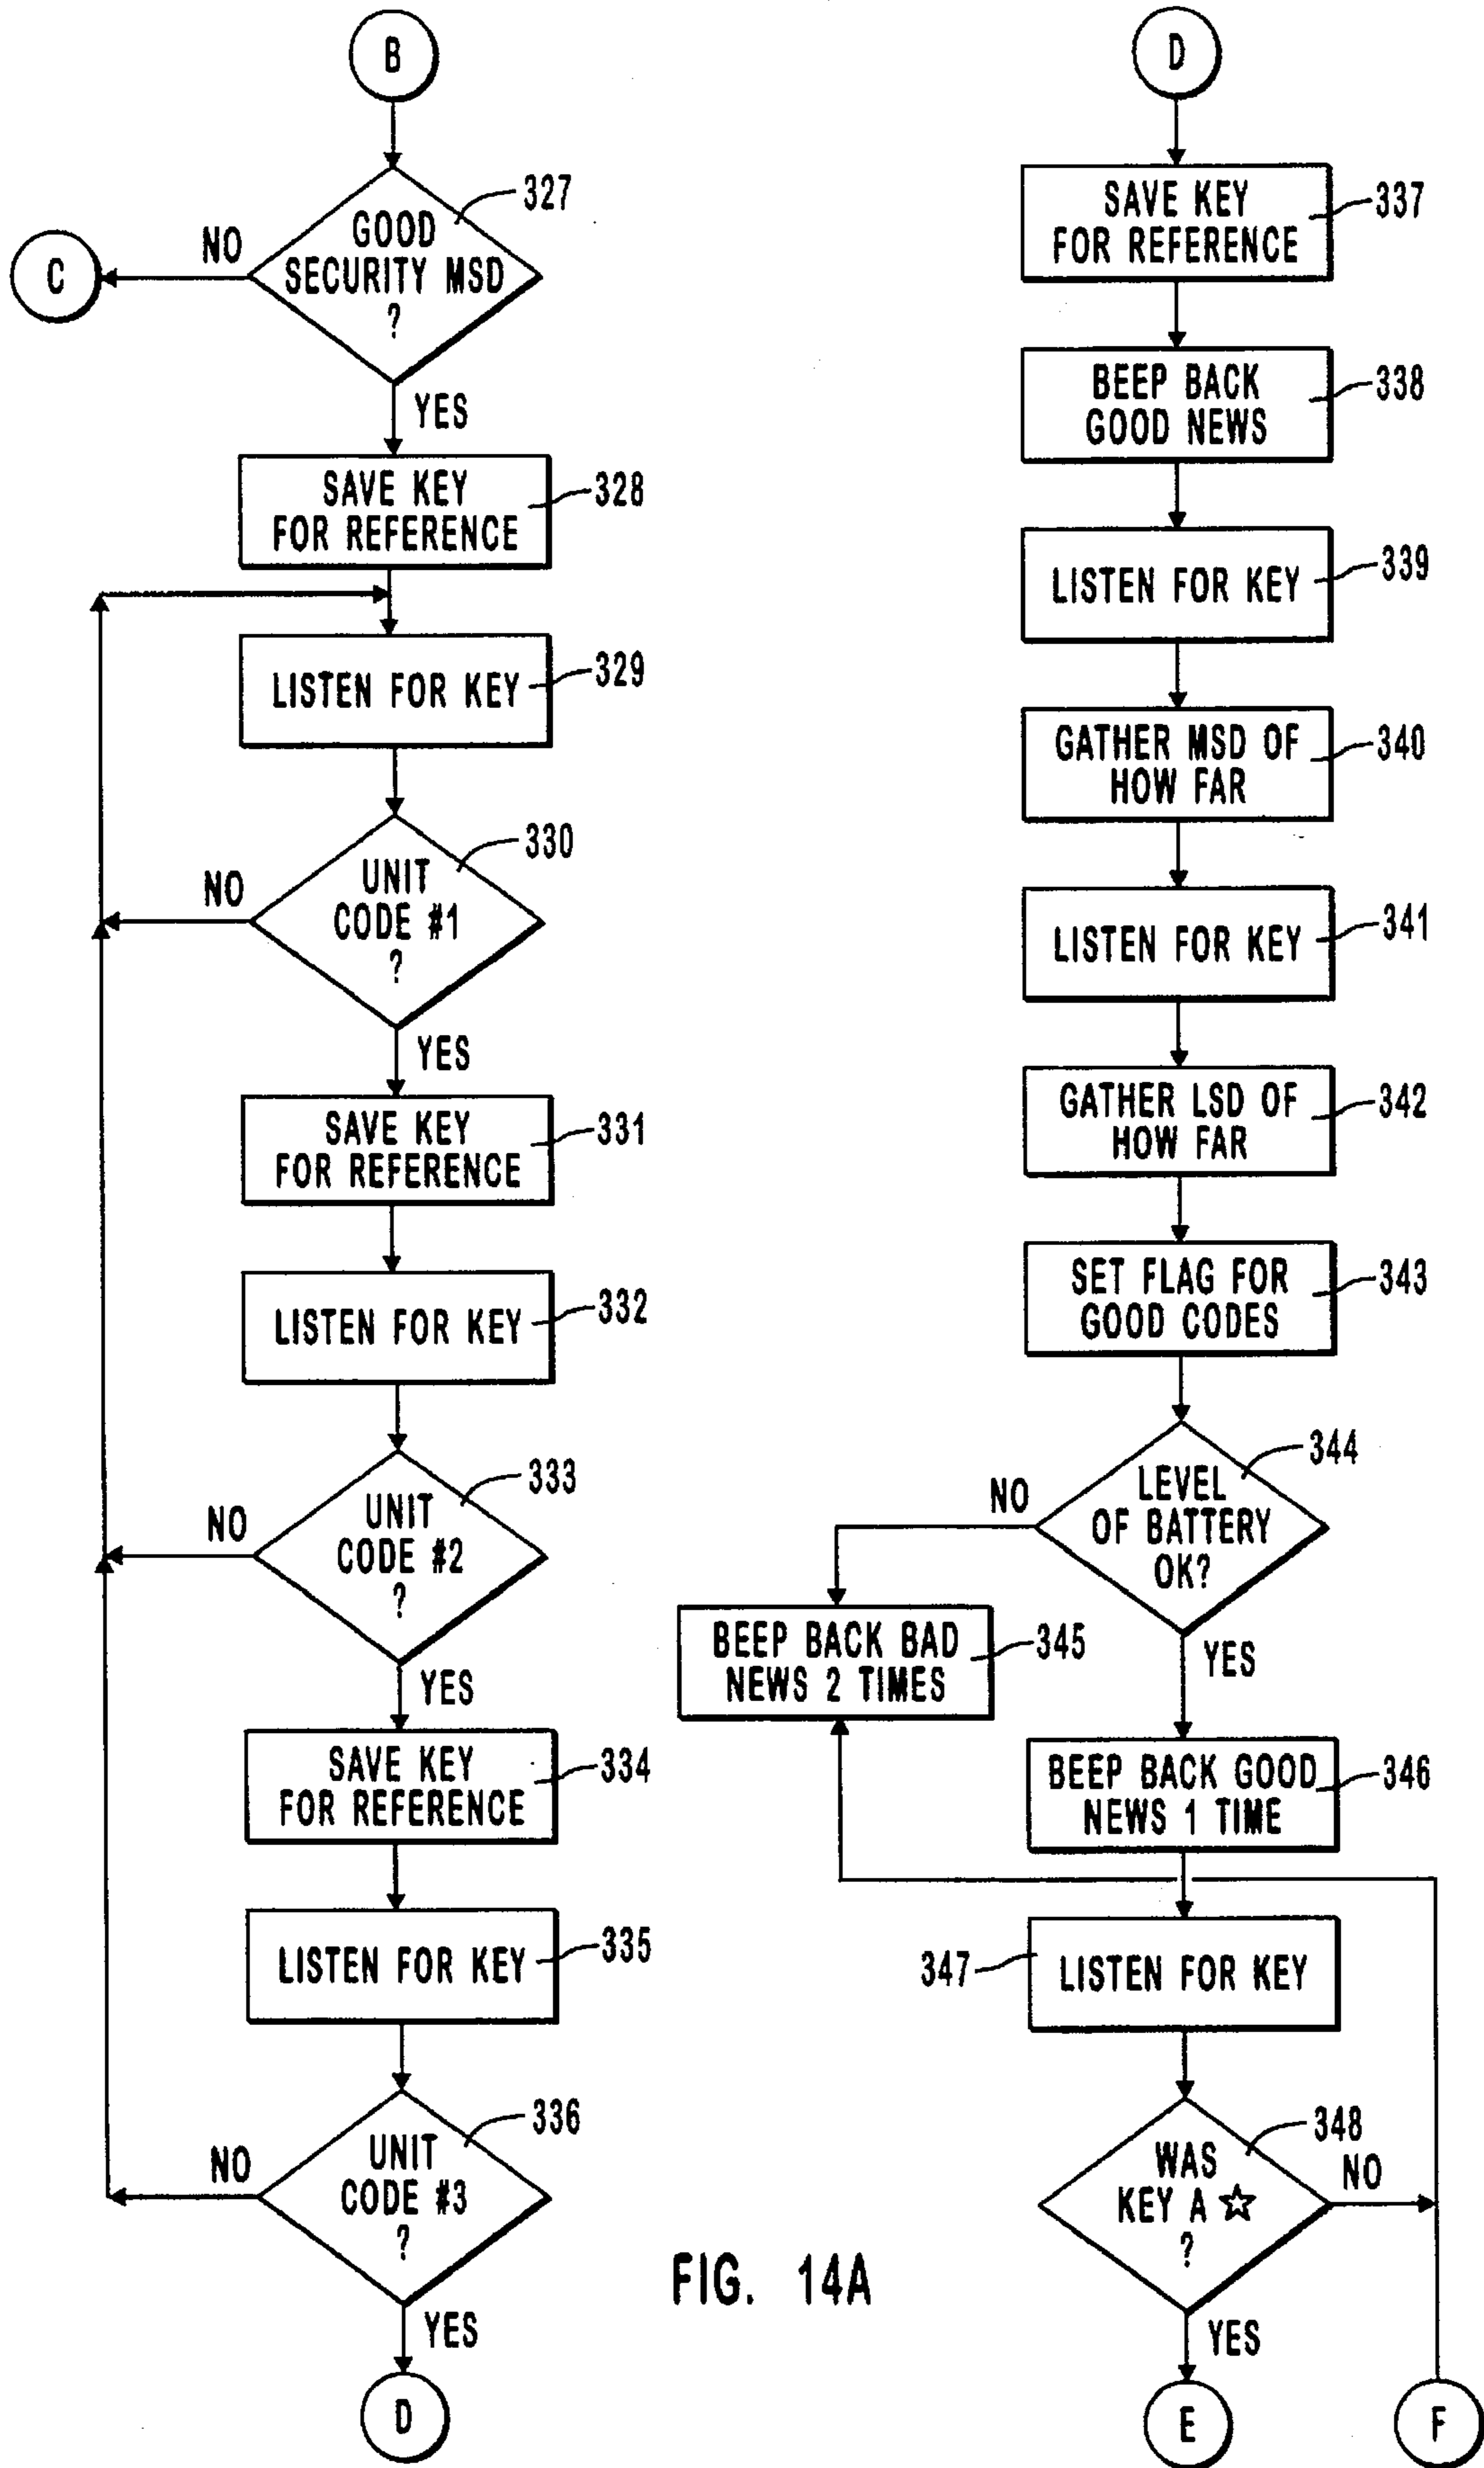 B
327
GOOD
SECURITY MSD
?
NO
C
YES
SAVE KEY
FOR REFERENCE
328
LISTEN FOR KEY
329
330
UNIT
CODE #1
?
NO
YES
SAVE KEY
FOR REFERENCE
331
LISTEN FOR KEY
332
333
UNIT
CODE #2
?
NO
YES
SAVE KEY
FOR REFERENCE
334
LISTEN FOR KEY
335
336
UNIT
CODE #3
?
NO
YES
D
D
SAVE KEY
FOR REFERENCE
337
BEEP BACK
GOOD NEWS
338
LISTEN FOR KEY
339
GATHER MSD OF
HOW FAR
340
LISTEN FOR KEY
341
GATHER LSD OF
HOW FAR
342
SET FLAG FOR
GOOD CODES
343
344
LEVEL
OF BATTERY
OK?
NO
BEEP BACK BAD
NEWS 2 TIMES
345
YES
BEEP BACK GOOD
NEWS 1 TIME
346
347
LISTEN FOR KEY
348
WAS
KEY A ☆
?
NO
YES
E
F
FIG. 14A